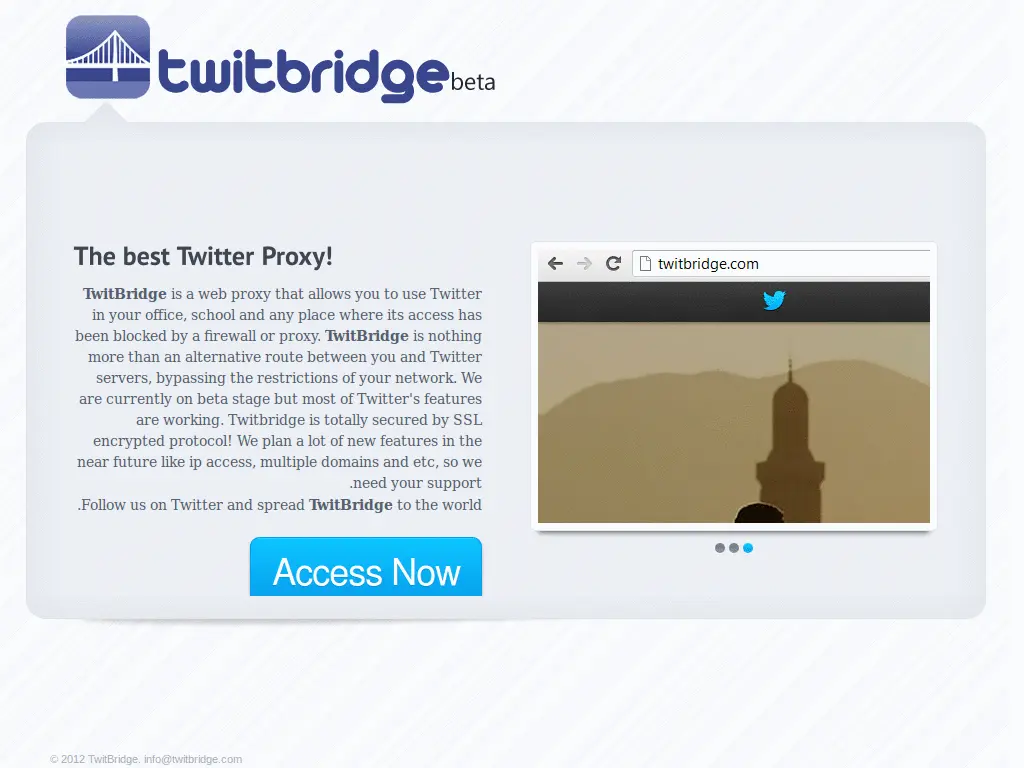 twitbridge beta
The best Twitter Proxy!
TwitBridge is a web proxy that allows you to use Twitter
in your office, school and any place where its access has
been blocked by a firewall or proxy. TwitBridge is nothing
more than an alternative route between you and Twitter
servers, bypassing the restrictions of your network. We
are currently on beta stage but most of Twitter's features
are working. Twitbridge is totally secured by SSL
encrypted protocol! We plan a lot of new features in the
near future like ip access, multiple domains and etc, so we
.need your support
.Follow us on Twitter and spread TwitBridge to the world
Access Now
twitbridge.com
© 2012 TwitBridge. info@twitbridge.com